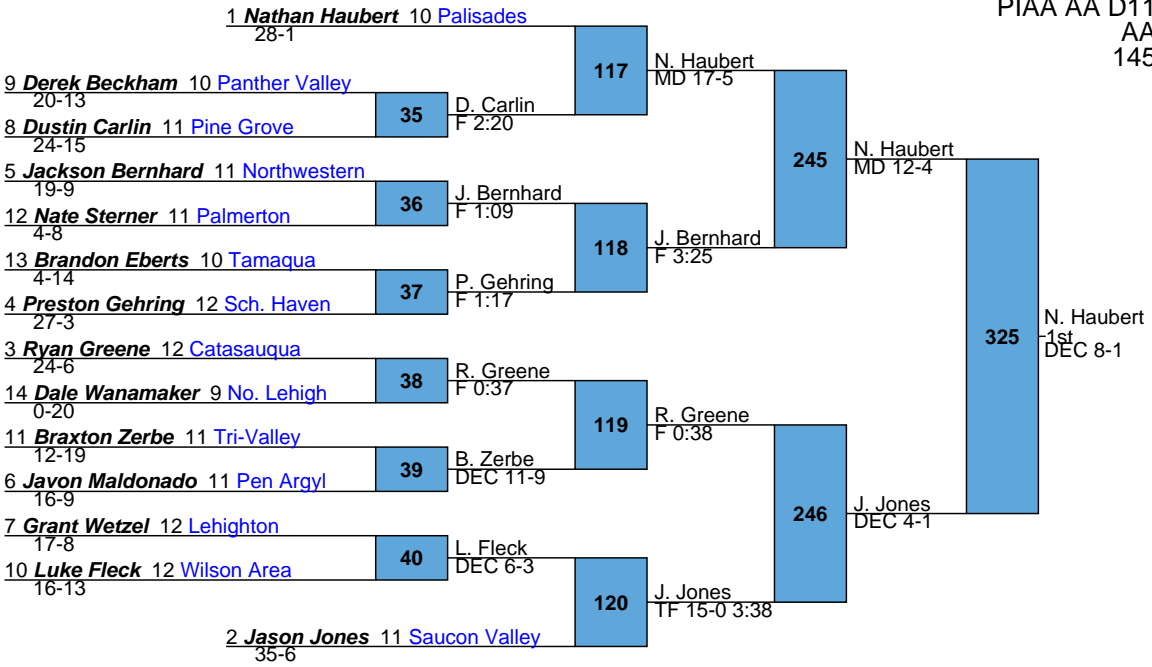 PIAA AA D11
AA
145
1 Nathan Haubert 10 Palisades
28-1
9 Derek Beckham 10 Panther Valley
20-13
8 Dustin Carlin 11 Pine Grove
24-15
5 Jackson Bernhard 11 Northwestern
19-9
12 Nate Sterner 11 Palmerton
4-8
13 Brandon Eberts 10 Tamaqua
4-14
4 Preston Gehring 12 Sch. Haven
27-3
3 Ryan Greene 12 Catasauqua
24-6
14 Dale Wanamaker 9 No. Lehigh
0-20
11 Braxton Zerbe 11 Tri-Valley
12-19
6 Javon Maldonado 11 Pen Argyl
16-9
7 Grant Wetzel 12 Lehighton
17-8
10 Luke Fleck 12 Wilson Area
16-13
2 Jason Jones 11 Saucon Valley
35-6
35
D. Carlin
F 2:20
36
J. Bernhard
F 1:09
37
P. Gehring
F 1:17
38
R. Greene
F 0:37
39
B. Zerbe
DEC 11-9
40
L. Fleck
DEC 6-3
117
N. Haubert
MD 17-5
118
J. Bernhard
F 3:25
119
R. Greene
F 0:38
120
J. Jones
TF 15-0 3:38
245
N. Haubert
MD 12-4
246
J. Jones
DEC 4-1
325
N. Haubert
1st
DEC 8-1